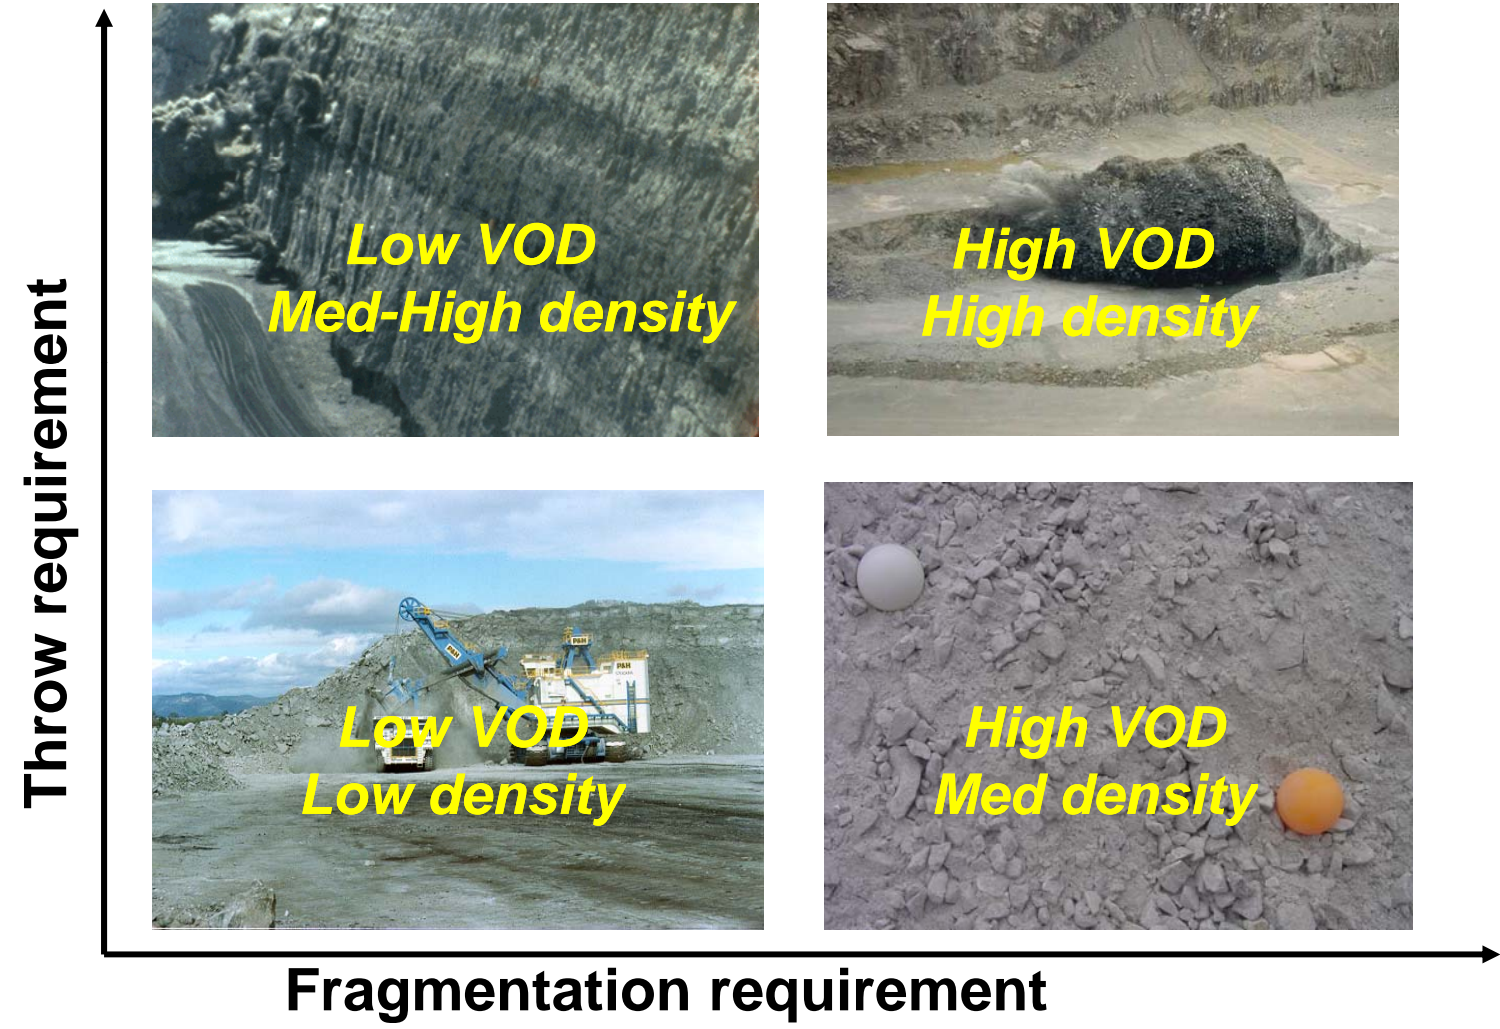 Throw requirement
Low VOD
Med-High density
High VOD
High density
P&H
P&H
P&H
Low VOD
Low density
High VOD
Med density
Fragmentation requirement